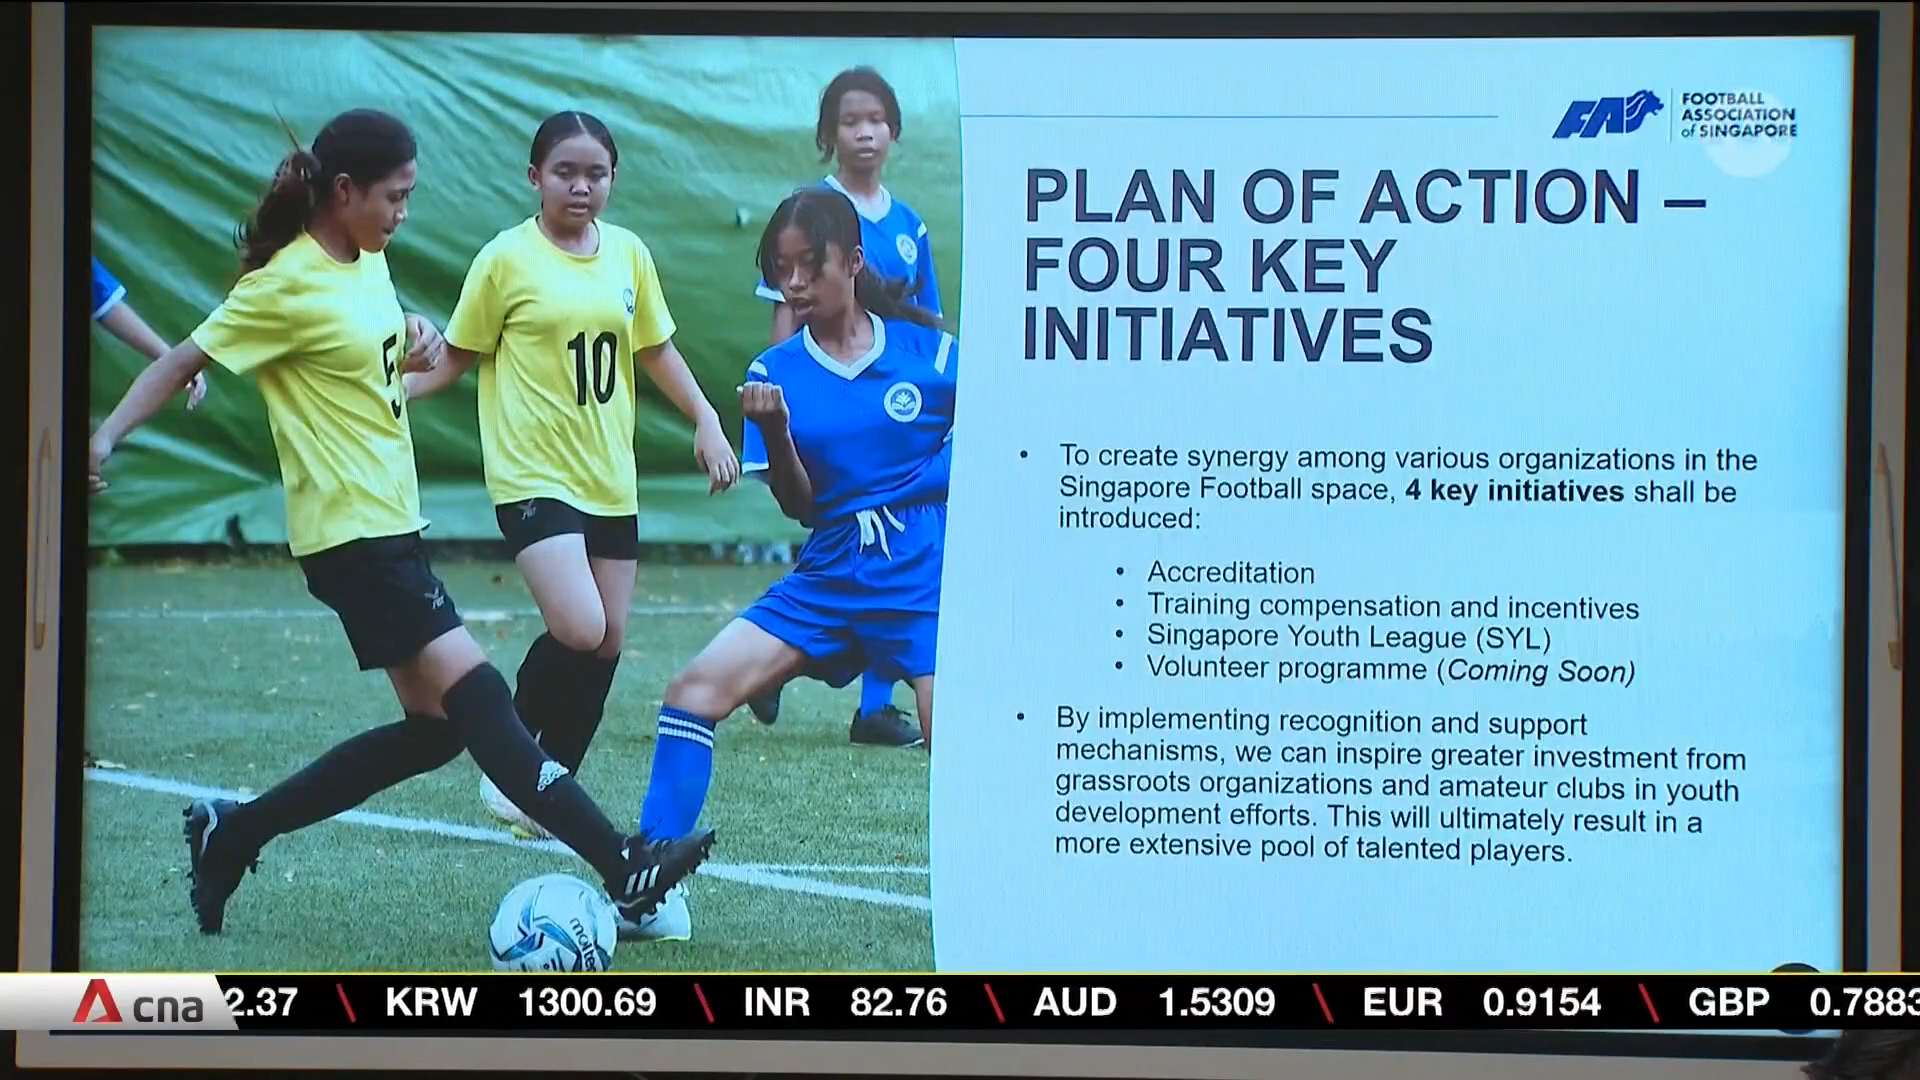 FA
FOOTBALL
ASSOCIATION
of SINGAPORE
PLAN OF ACTION –
FOUR KEY
INITIATIVES
• To create synergy among various organizations in the
Singapore Football space, 4 key initiatives shall be
introduced:
• Accreditation
• Training compensation and incentives
• Singapore Youth League (SYL)
• Volunteer programme (Coming Soon)
• By implementing recognition and support
mechanisms, we can inspire greater investment from
grassroots organizations and amateur clubs in youth
development efforts. This will ultimately result in a
more extensive pool of talented players.
5
10
molten
cna 2.37 \ KRW 1300.69 \ INR 82.76 \ AUD 1.5309 \ EUR 0.9154 \ GBP 0.7883